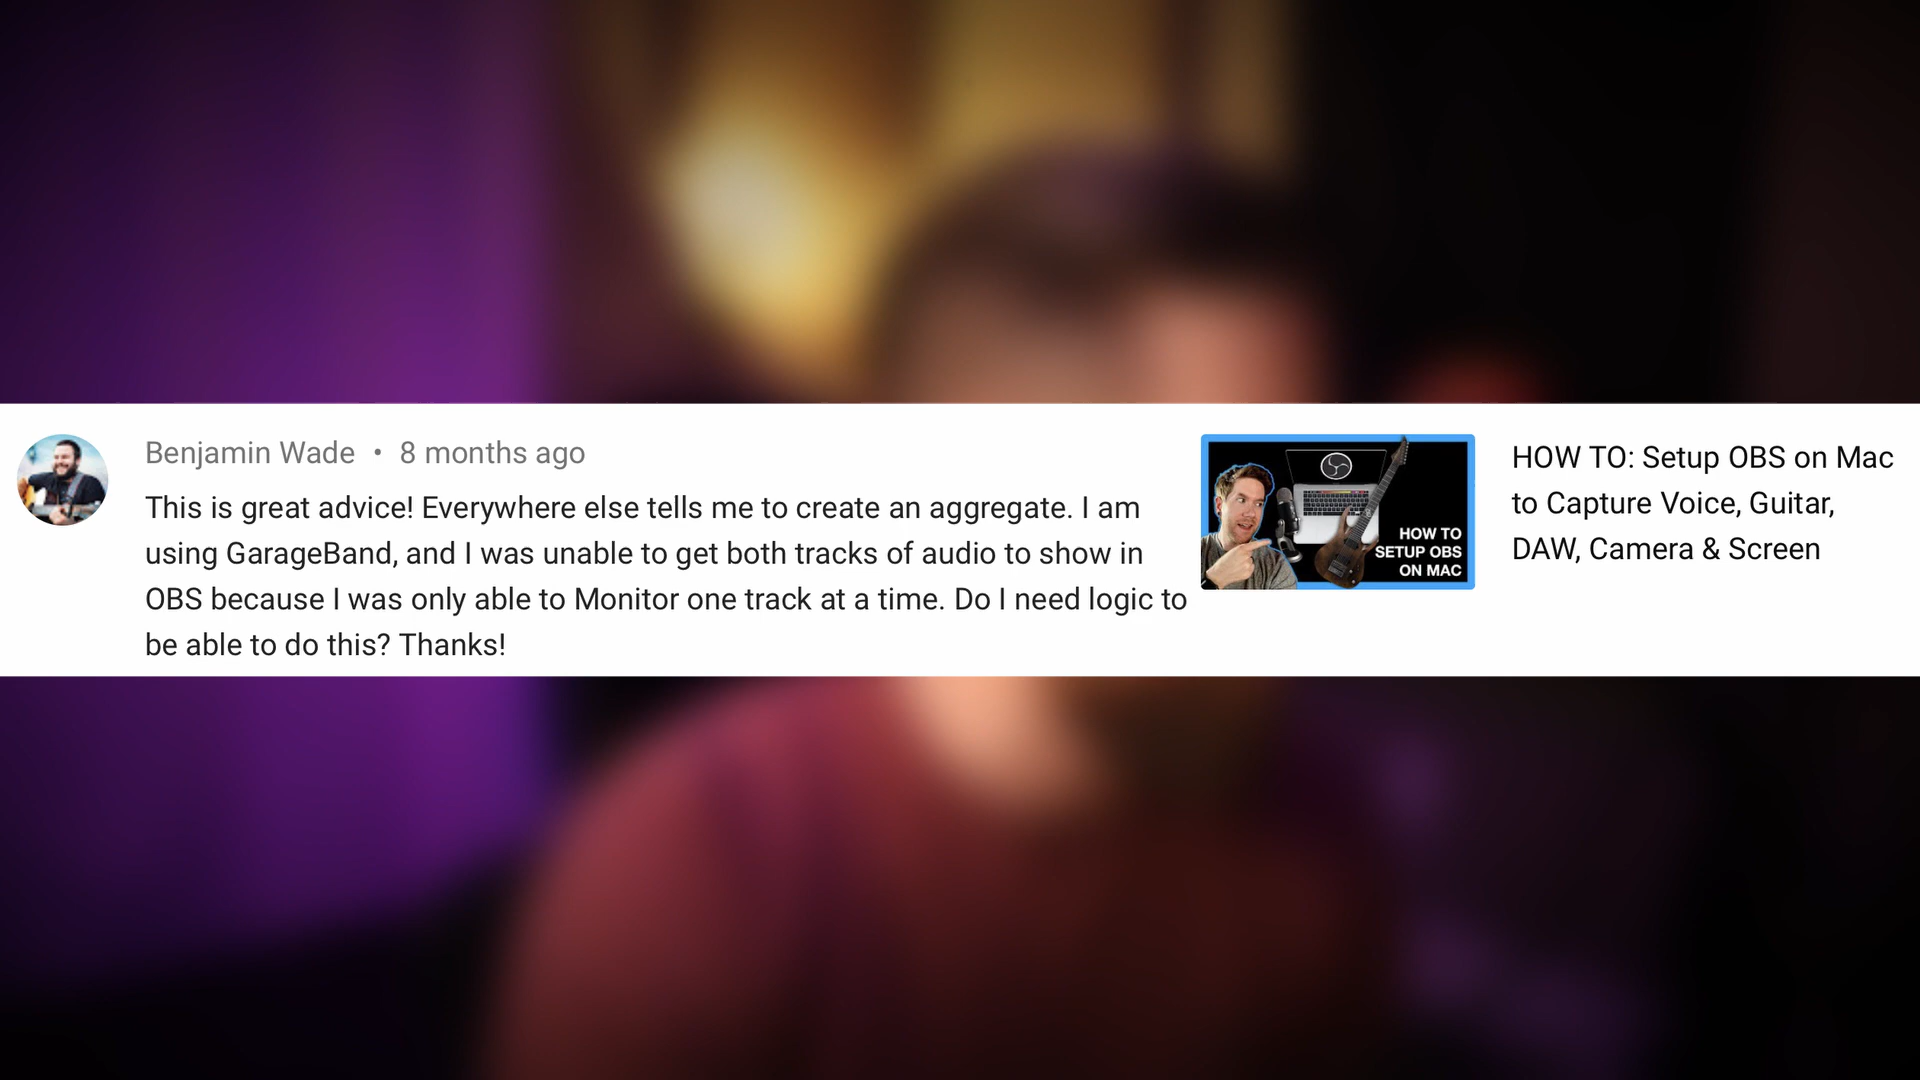 Benjamin Wade • 8 months ago
This is great advice! Everywhere else tells me to create an aggregate. I am
using GarageBand, and I was unable to get both tracks of audio to show in
OBS because I was only able to Monitor one track at a time. Do I need logic to
be able to do this? Thanks!
HOW TO
SETUP OBS
ON MAC
HOW TO: Setup OBS on Mac
to Capture Voice, Guitar,
DAW, Camera & Screen